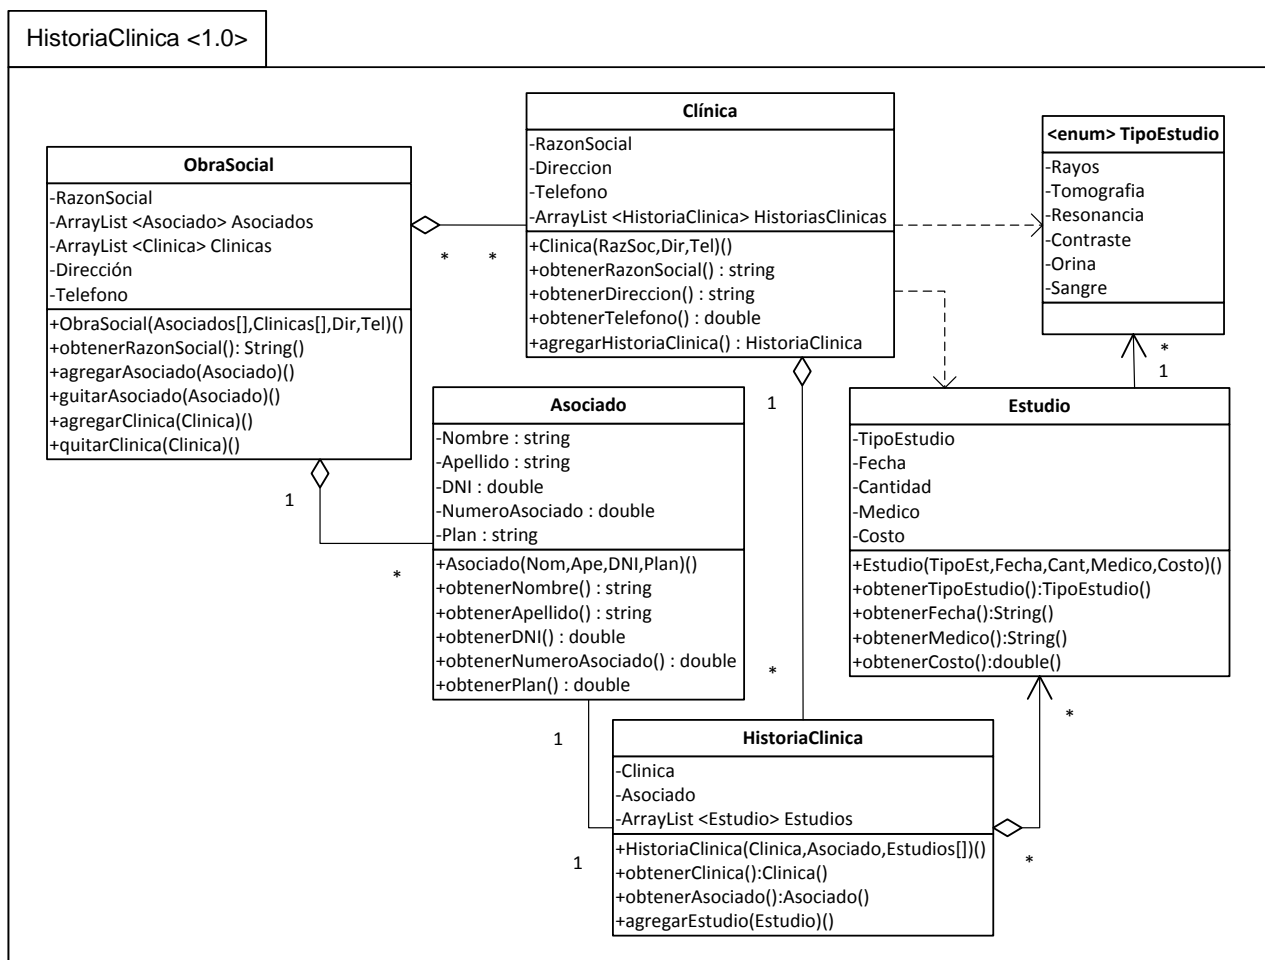 HistoriaClinica <1.0>
ObraSocial
-RazonSocial
-ArrayList <Asociado> Asociados
-ArrayList <Clinica> Clinicas
-Dirección
-Telefono
+ObraSocial(Asociados[],Clinicas[],Dir,Tel)()
+obtenerRazonSocial(): String()
+agregarAsociado(Asociado)()
+guitarAsociado(Asociado)()
+agregarClinica(Clinica)()
+quitarClinica(Clinica)()
* *
1
*
Clínica
-RazonSocial
-Direccion
-Telefono
-ArrayList <HistoriaClinica> HistoriasClinicas
+Clinica(RazSoc,Dir,Tel)()
+obtenerRazonSocial() : string
+obtenerDireccion() : string
+obtenerTelefono() : double
+agregarHistoriaClinica() : HistoriaClinica
1
*
<enum> TipoEstudio
-Rayos
-Tomografia
-Resonancia
-Contraste
-Orina
-Sangre
*
1
Asociado
-Nombre : string
-Apellido : string
-DNI : double
-NumeroAsociado : double
-Plan : string
+Asociado(Nom,Ape,DNI,Plan)()
+obtenerNombre() : string
+obtenerApellido() : string
+obtenerDNI() : double
+obtenerNumeroAsociado() : double
+obtenerPlan() : double
1
1
Estudio
-TipoEstudio
-Fecha
-Cantidad
-Medico
-Costo
+Estudio(TipoEst,Fecha,Cant,Medico,Costo)()
+obtenerTipoEstudio():TipoEstudio()
+obtenerFecha():String()
+obtenerMedico():String()
+obtenerCosto():double()
*
*
HistoriaClinica
-Clinica
-Asociado
-ArrayList <Estudio> Estudios
+HistoriaClinica(Clinica,Asociado,Estudios[])()
+obtenerClinica():Clinica()
+obtenerAsociado():Asociado()
+agregarEstudio(Estudio)()